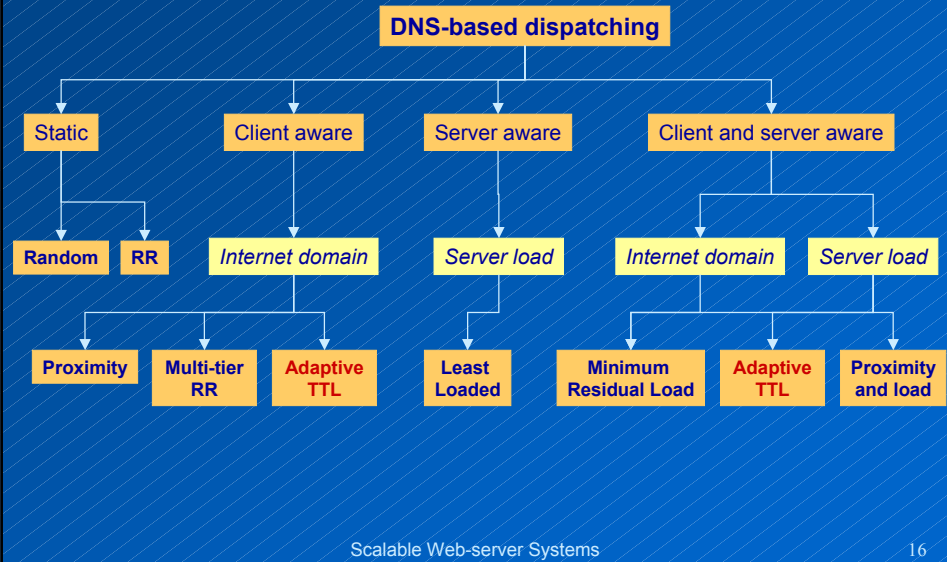 DNS-based dispatching
Static
Client aware
Server aware
Client and server aware
Random
RR
Internet domain
Server load
Internet domain
Server load
Proximity
Multi-tier
RR
Adaptive
TTL
Least
Loaded
Minimum
Residual Load
Adaptive
TTL
Proximity
and load
Scalable Web-server Systems
16